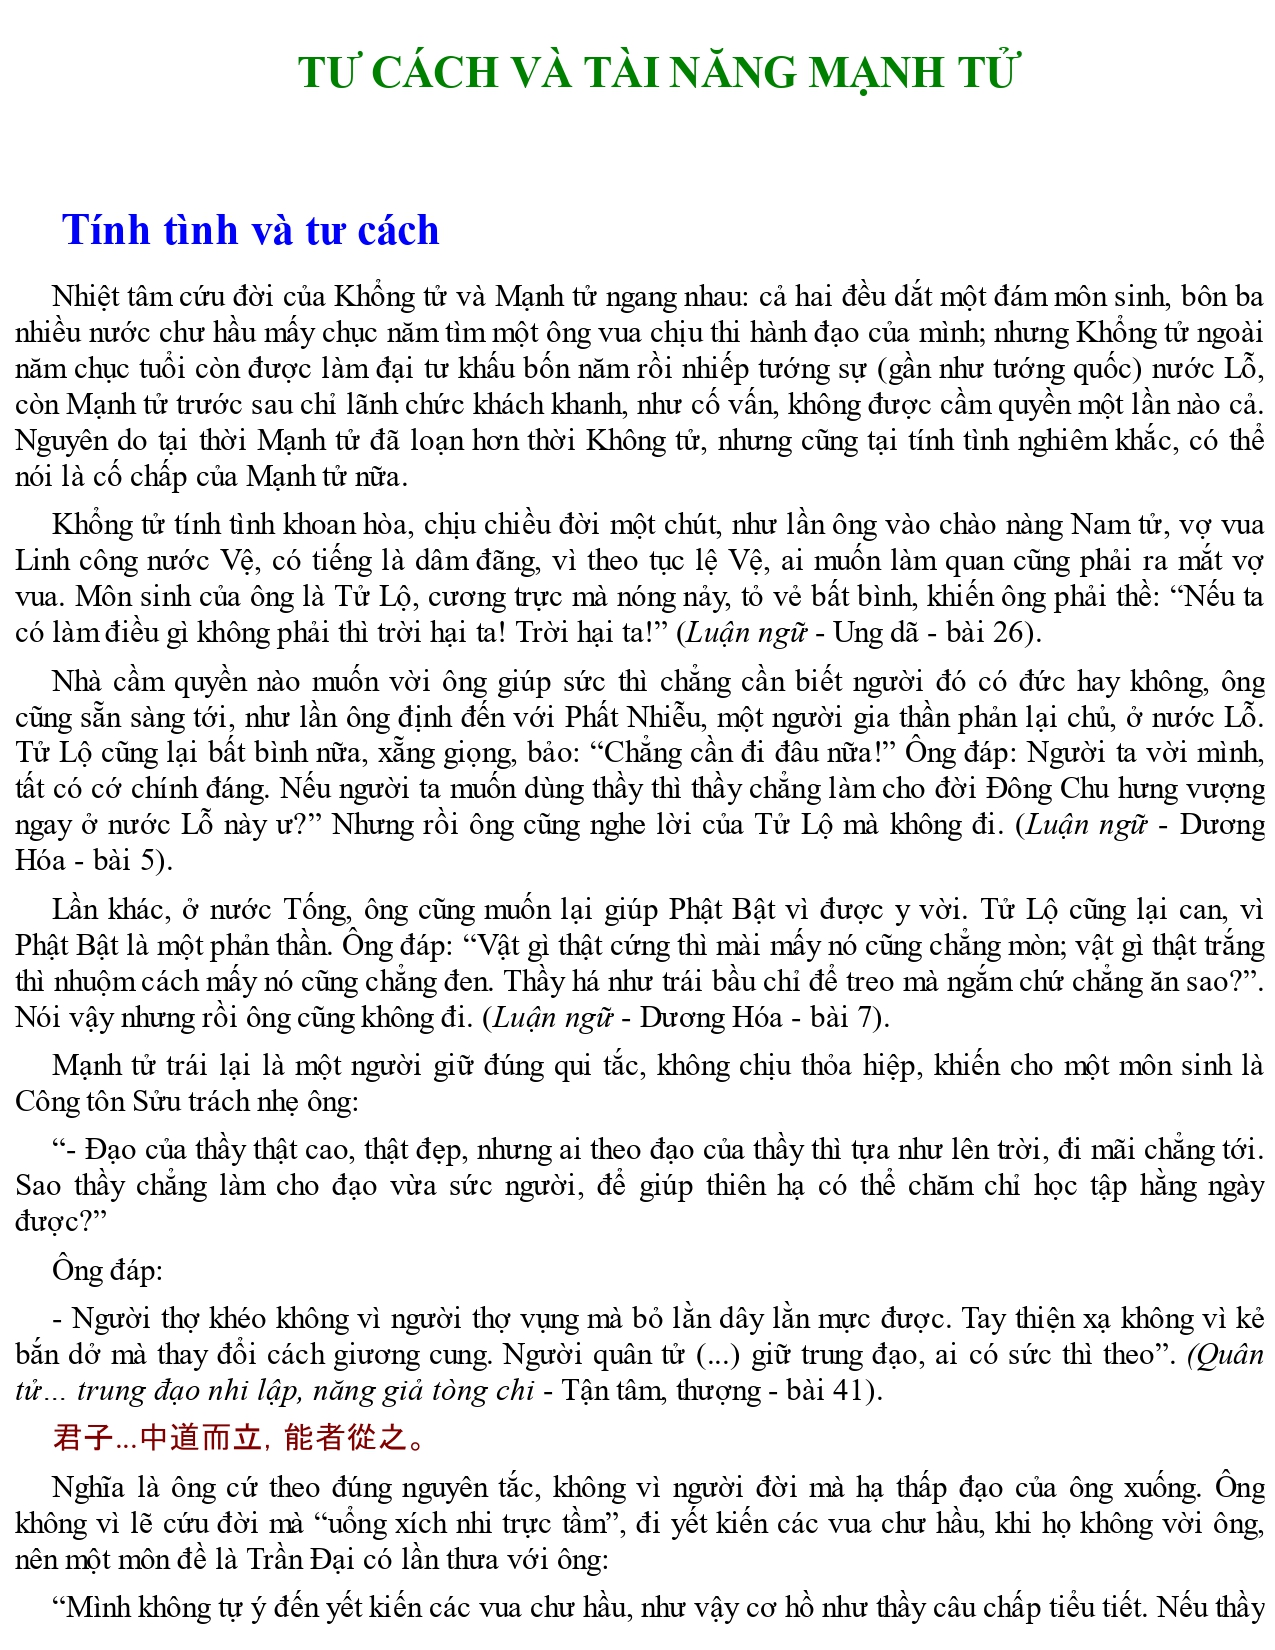 TƯ CÁCH VÀ TÀI NĂNG MẠNH TỬ
Tính tình và tư cách
Nhiệt tâm cứu đời của Khổng tử và Mạnh tử ngang nhau: cả hai đều dắt một đám môn sinh, bôn ba
nhiều nước chư hầu mấy chục năm tìm một ông vua chịu thi hành đạo của mình; nhưng Khổng tử ngoài
năm chục tuổi còn được làm đại tư khấu bốn năm rồi nhiếp tướng sự (gần như tướng quốc) nước Lỗ,
còn Mạnh tử trước sau chỉ lãnh chức khách khanh, như cố vấn, không được cầm quyền một lần nào cả.
Nguyên do tại thời Mạnh tử đã loạn hơn thời Không tử, nhưng cũng tại tính tình nghiêm khắc, có thể
nói là cố chấp của Mạnh tử nữa.
Khổng tử tính tình khoan hòa, chịu chiều đời một chút, như lần ông vào chào nàng Nam tử, vợ vua
Linh công nước Vệ, có tiếng là dâm đãng, vì theo tục lệ Vệ, ai muốn làm quan cũng phải ra mắt vợ
vua. Môn sinh của ông là Tử Lộ, cương trực mà nóng nảy, tỏ vẻ bất bình, khiến ông phải thề: “Nếu ta
có làm điều gì không phải thì trời hại ta! Trời hại ta!” (Luận ngữ - Ung dã - bài 26).
Nhà cầm quyền nào muốn vời ông giúp sức thì chẳng cần biết người đó có đức hay không, ông
cũng sẵn sàng tới, như lần ông định đến với Phất Nhiễu, một người gia thần phản lại chủ, ở nước Lỗ.
Tử Lộ cũng lại bất bình nữa, xẵng giọng, bảo: “Chẳng cần đi đâu nữa!” Ông đáp: Người ta vời mình,
tất có cớ chính đáng. Nếu người ta muốn dùng thầy thì thầy chẳng làm cho đời Đông Chu hưng vượng
ngay ở nước Lỗ này ư?” Nhưng rồi ông cũng nghe lời của Tử Lộ mà không đi. (Luận ngữ - Dương
Hóa - bài 5).
Lần khác, ở nước Tống, ông cũng muốn lại giúp Phật Bật vì được y vời. Tử Lộ cũng lại can, vì
Phật Bật là một phản thần. Ông đáp: “Vật gì thật cứng thì mài mấy nó cũng chẳng mòn; vật gì thật trắng
thì nhuộm cách mấy nó cũng chẳng đen. Thầy há như trái bầu chỉ để treo mà ngắm chứ chẳng ăn sao?”.
Nói vậy nhưng rồi ông cũng không đi. (Luận ngữ - Dương Hóa - bài 7).
Mạnh tử trái lại là một người giữ đúng qui tắc, không chịu thỏa hiệp, khiến cho một môn sinh là
Công tôn Sửu trách nhẹ ông:
“- Đạo của thầy thật cao, thật đẹp, nhưng ai theo đạo của thầy thì tựa như lên trời, đi mãi chẳng tới.
Sao thầy chẳng làm cho đạo vừa sức người, để giúp thiên hạ có thể chăm chỉ học tập hằng ngày
được?”
Ông đáp:
- Người thợ khéo không vì người thợ vụng mà bỏ lằn dây lằn mực được. Tay thiện xạ không vì kẻ
bắn dở mà thay đổi cách giương cung. Người quân tử (...) giữ trung đạo, ai có sức thì theo”. (Quân
tử... trung đạo nhi lập, năng giả tòng chi - Tận tâm, thượng - bài 41).
君子...中道而立, 能者從之。
Nghĩa là ông cứ theo đúng nguyên tắc, không vì người đời mà hạ thấp đạo của ông xuống. Ông
không vì lẽ cứu đời mà “uổng xích nhi trực tầm”, đi yết kiến các vua chư hầu, khi họ không vời ông,
nên một môn đề là Trần Đại có lần thưa với ông:
“Mình không tự ý đến yết kiến các vua chư hầu, như vậy cơ hồ như thầy câu chấp tiểu tiết. Nếu thầy